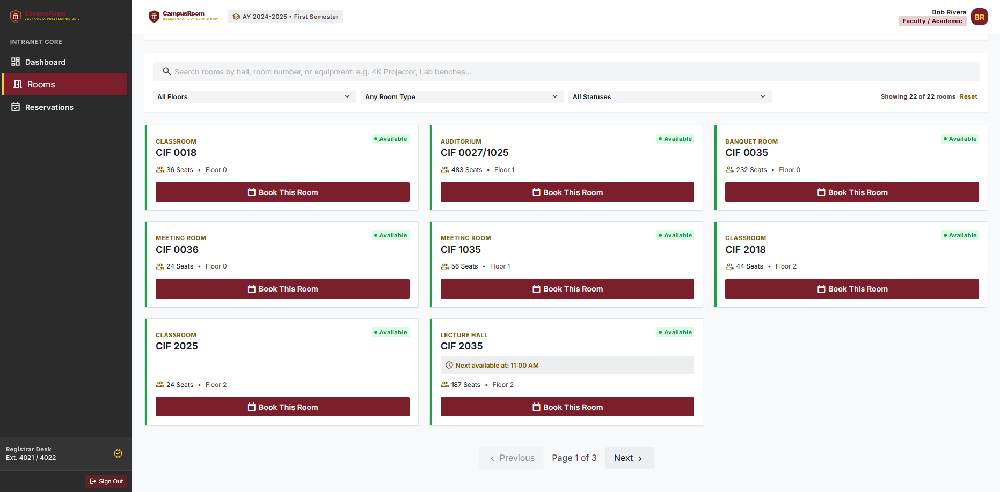 CampusRoom
BUENAVISTA POLYTECHNIC UNIV
INTRANET CORE
Dashboard
Rooms
Reservations
Registrar Desk
Ext. 4021 / 4022
Sign Out
CampusRoom
BUENAVISTA POLYTECHNIC UNIV
AY 2024-2025 • First Semester
Bob Rivera
Faculty / Academic
BR
Search rooms by hall, room number, or equipment: e.g. 4K Projector, Lab benches...
All Floors
Any Room Type
All Statuses
Showing 22 of 22 rooms Reset
CLASSROOM
Available
CIF 0018
36 Seats • Floor 0
Book This Room
AUDITORIUM
Available
CIF 0027/1025
483 Seats • Floor 1
Book This Room
BANQUET ROOM
Available
CIF 0035
232 Seats • Floor 0
Book This Room
MEETING ROOM
Available
CIF 0036
24 Seats • Floor 0
Book This Room
MEETING ROOM
Available
CIF 1035
56 Seats • Floor 1
Book This Room
CLASSROOM
Available
CIF 2018
44 Seats • Floor 2
Book This Room
CLASSROOM
Available
CIF 2025
24 Seats • Floor 2
Book This Room
LECTURE HALL
Available
CIF 2035
Next available at: 11:00 AM
187 Seats • Floor 2
Book This Room
‹ Previous
Page 1 of 3
Next ›